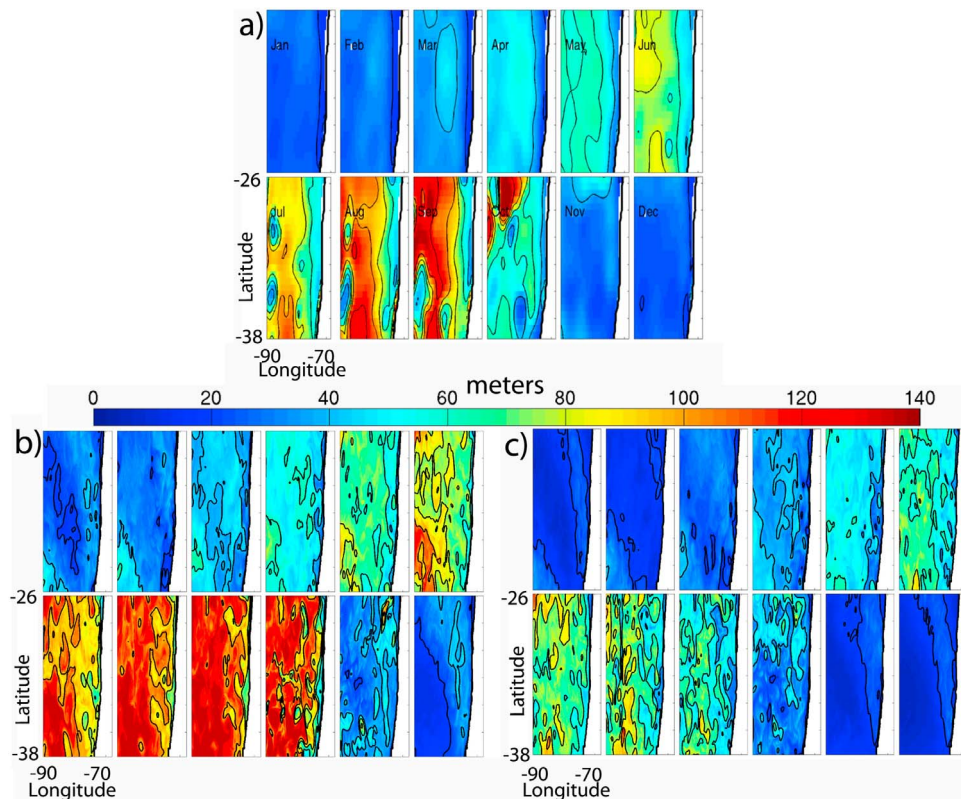 a)
Jan Feb Mar Apr May Jun
-26
Jul Aug Sep Oct Nov Dec
Latitude
-38
-90 -70
Longitude
meters
0 20 40 60 80 100 120 140
b)
c)
-26
-26
Latitude
Latitude
-38
-38
-90 -70
-90 -70
Longitude
Longitude